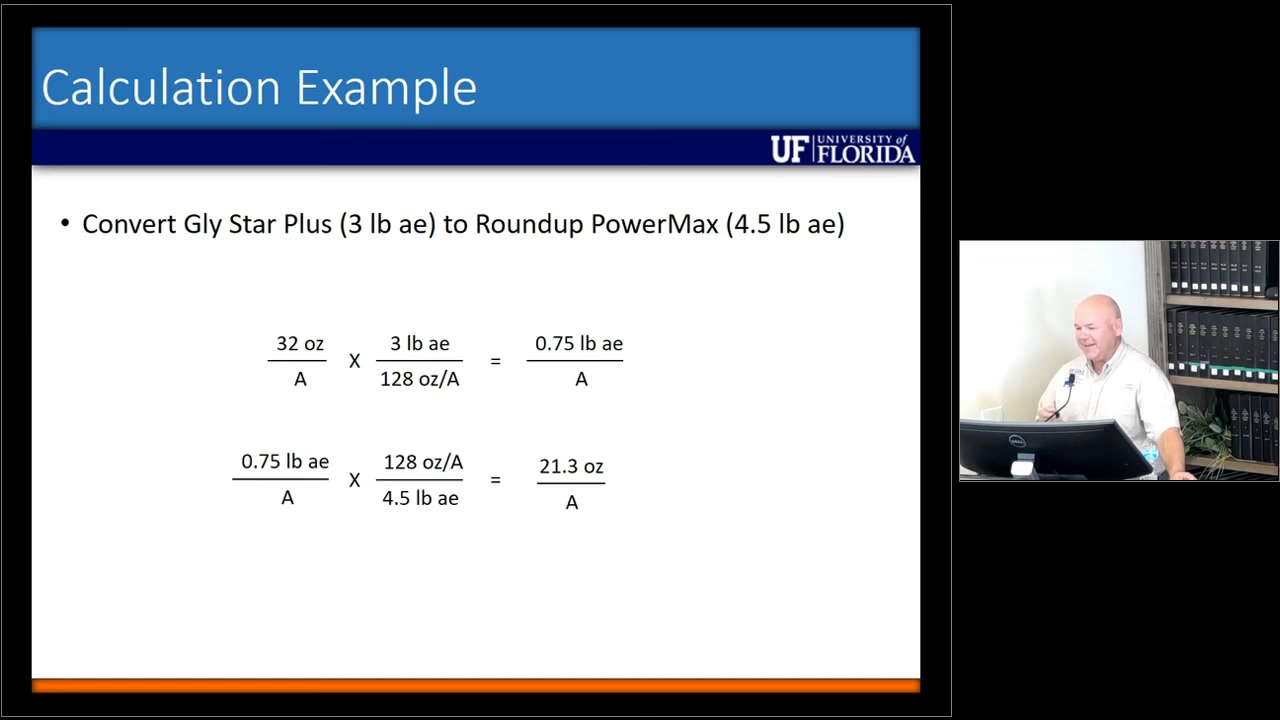 Calculation Example
UF UNIVERSITY of
FLORIDA
• Convert Gly Star Plus (3 lb ae) to Roundup PowerMax (4.5 lb ae)
32 oz
A
X
3 lb ae
128 oz/A
=
0.75 lb ae
A
0.75 lb ae
A
X
128 oz/A
4.5 lb ae
=
21.3 oz
A
DELL